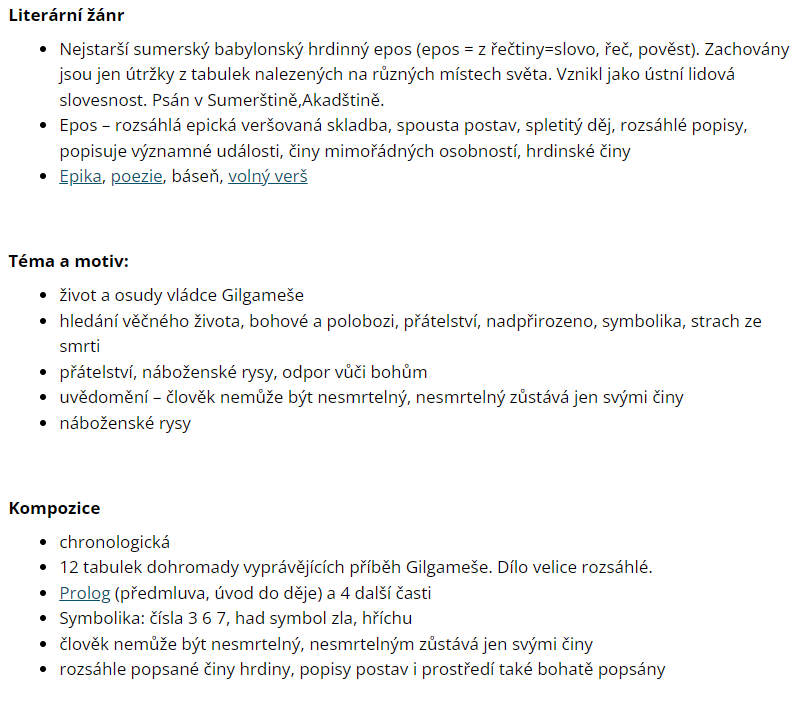 Literární žánr
• Nejstarší sumerský babylonský hrdinný epos (epos = z řečtiny=slovo, řeč, pověst). Zachovány
jsou jen útržky z tabulek nalezených na různých místech světa. Vznikl jako ústní lidová
slovesnost. Psán v Sumerštině,Akadštině.
• Epos – rozsáhlá epická veršovaná skladba, spousta postav, spletitý děj, rozsáhlé popisy,
popisuje významné události, činy mimořádných osobností, hrdinské činy
• Epika, poezie, báseň, volný verš
Téma a motiv:
• život a osudy vládce Gilgameše
• hledání věčného života, bohové a polobozi, přátelství, nadpřirozeno, symbolika, strach ze
smrti
• přátelství, náboženské rysy, odpor vůči bohům
• uvědomění – člověk nemůže být nesmrtelný, nesmrtelný zůstává jen svými činy
• náboženské rysy
Kompozice
• chronologická
• 12 tabulek dohromady vyprávějících příběh Gilgameše. Dílo velice rozsáhlé.
• Prolog (předmluva, úvod do děje) a 4 další časti
• Symbolika: čísla 3 6 7, had symbol zla, hříchu
• člověk nemůže být nesmrtelný, nesmrtelným zůstává jen svými činy
• rozsáhle popsané činy hrdiny, popisy postav i prostředí také bohatě popsány